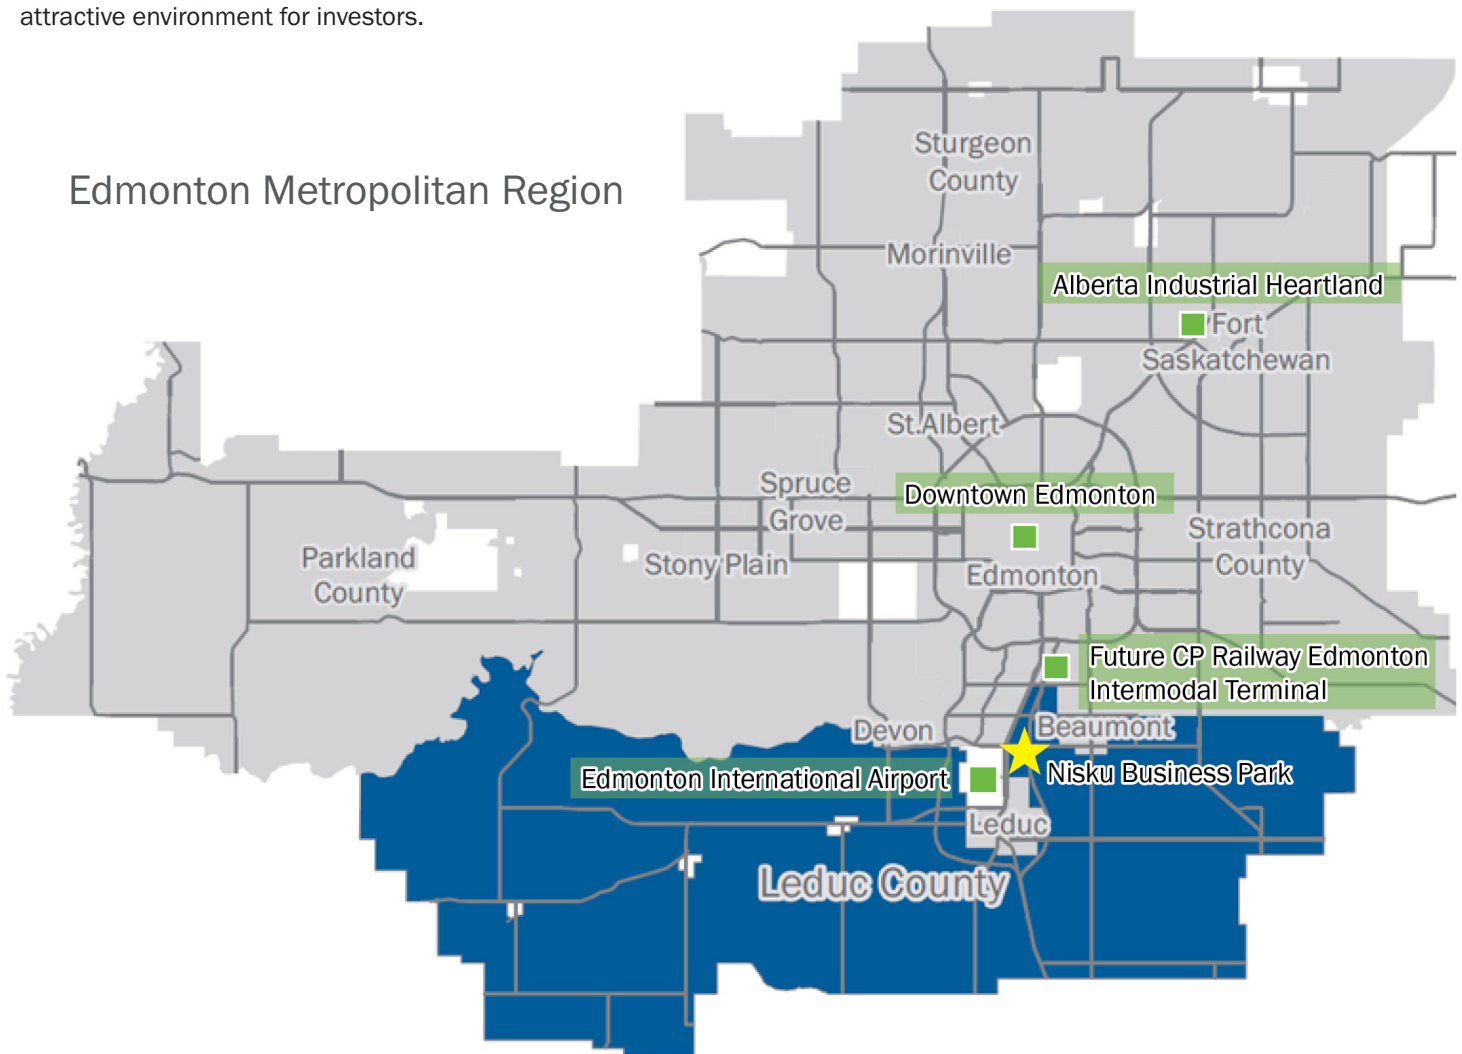 attractive environment for investors.
Edmonton Metropolitan Region
Sturgeon
County
Morinville
Alberta Industrial Heartland
Fort
Saskatchewan
St.Albert
Spruce
Grove
Downtown Edmonton
Strathcona
County
Parkland
County
Stony Plain
Edmonton
Future CP Railway Edmonton
Intermodal Terminal
Devon
Beaumont
Edmonton International Airport
Nisku Business Park
Leduc
Leduc County